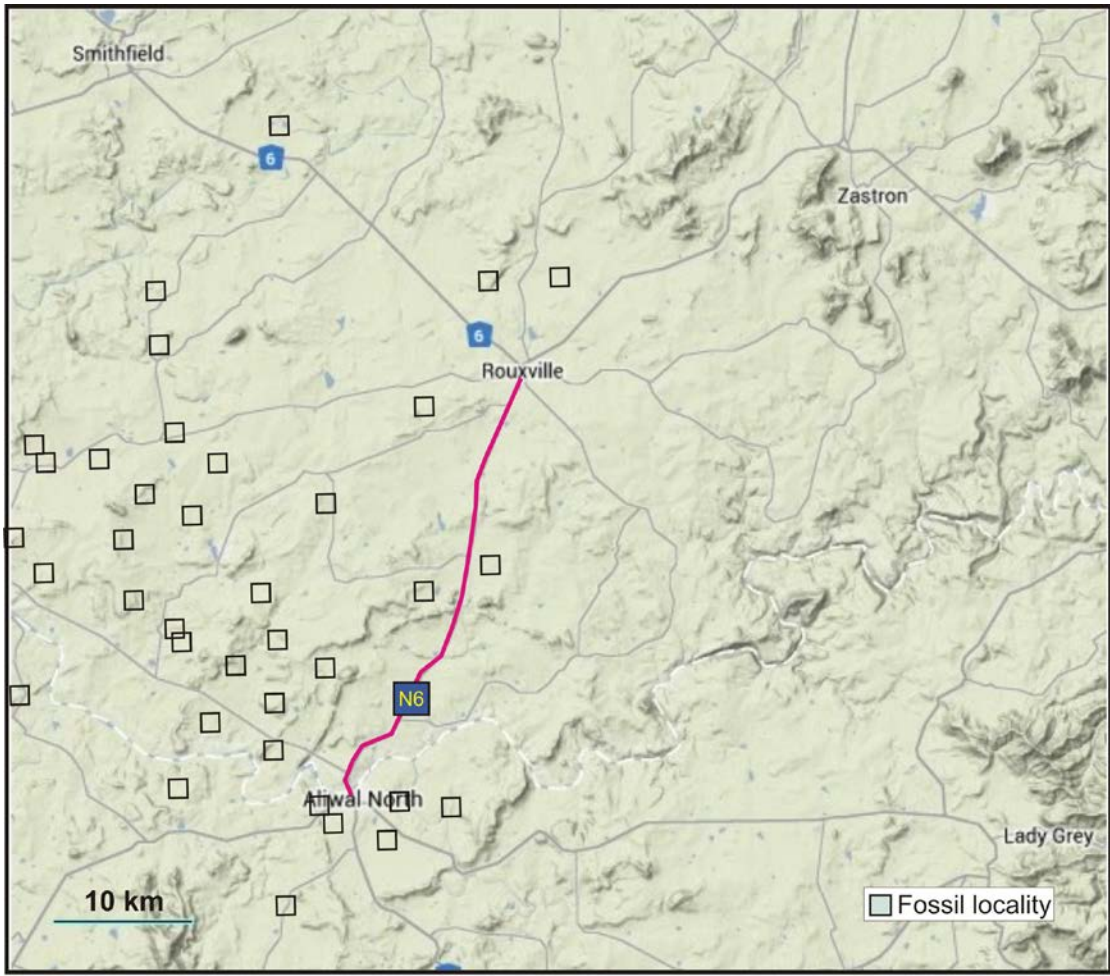 Smithfield
6
Zastron
6
Rouxville
N6
Aliwal North
Lady Grey
10 km
Fossil locality